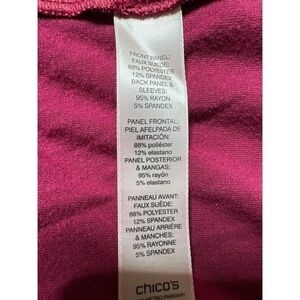 FRONT PANEL:
FAUX SUEDE:
88% POLYESTER
12% SPANDEX
BACK PANEL &
SLEEVES:
95% RAYON
5% SPANDEX
PANEL FRONTAL:
PIEL AFELPADA DE
IMITACIÓN:
88% poliéster
12% elastano
PANEL POSTERIOR
& MANGAS:
95% rayón
5% elastano
PANNEAU AVANT:
FAUX SUÈDE:
88% POLYESTER
12% SPANDEX
PANNEAU ARRIÈRE
& MANCHES:
95% RAYONNE
5% SPANDEX
chico's